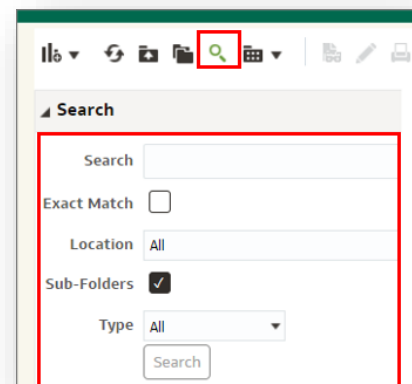 Search
Search
Exact Match
Location All
Sub-Folders
Type All
Search